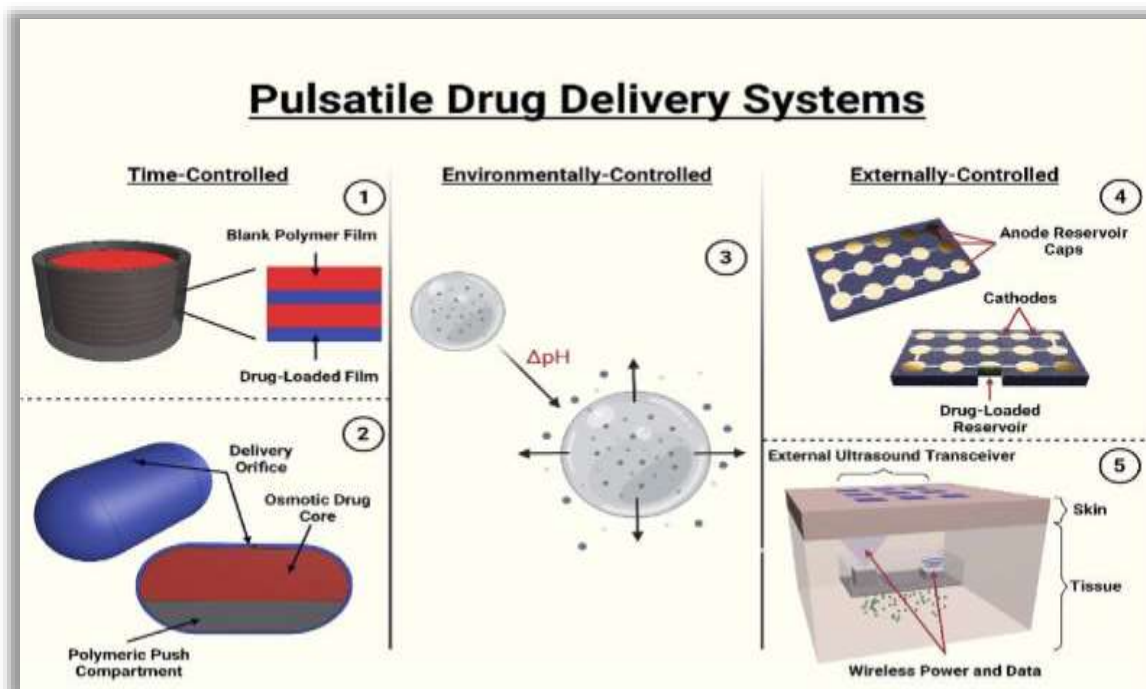 Pulsatile Drug Delivery Systems
Time-Controlled
1
Blank Polymer Film
Drug-Loaded Film
2
Delivery
Orifice
Osmotic Drug
Core
Polymeric Push
Compartment
Environmentally-Controlled
3
ΔpH
Externally-Controlled
4
Anode Reservoir
Caps
Cathodes
Drug-Loaded
Reservoir
External Ultrasound Transceiver
5
Skin
Tissue
Wireless Power and Data